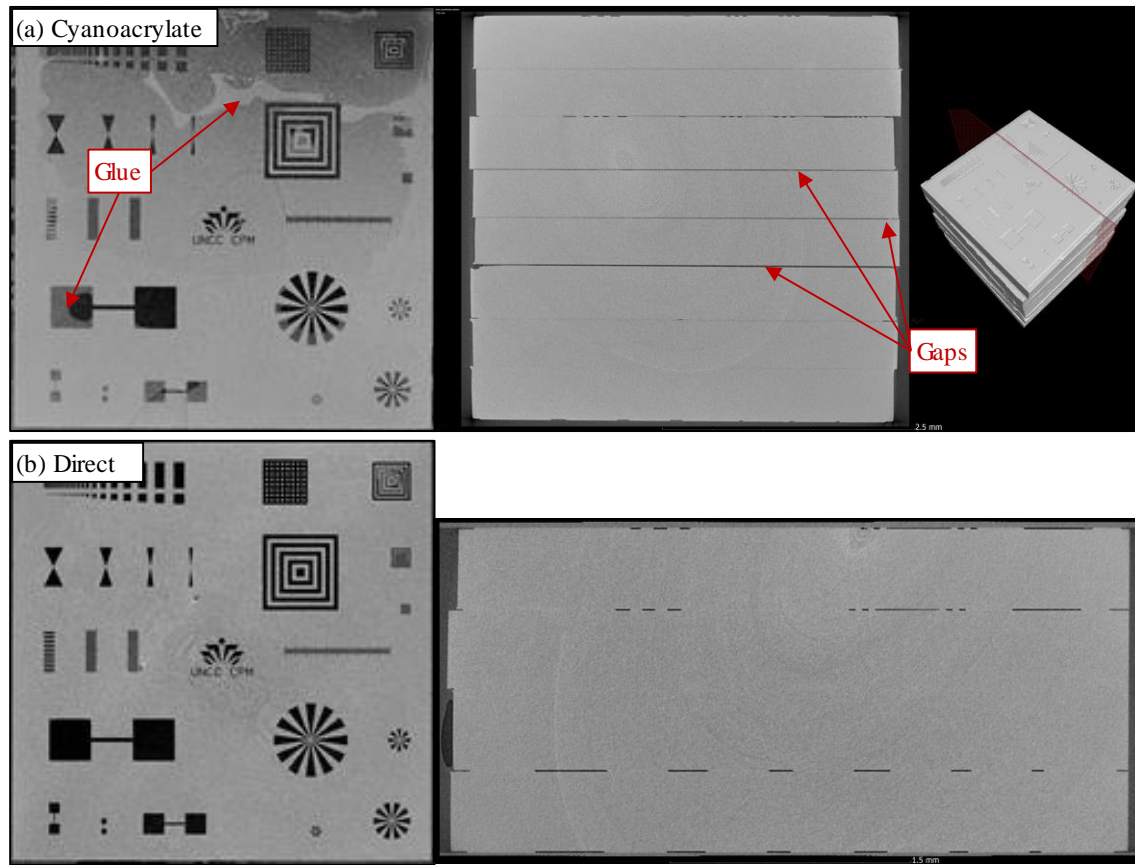 (a) Cyanoacrylate
Glue
UNCC CPM
Gaps
2.5 mm
(b) Direct
UNCC CPM
1.5 mm